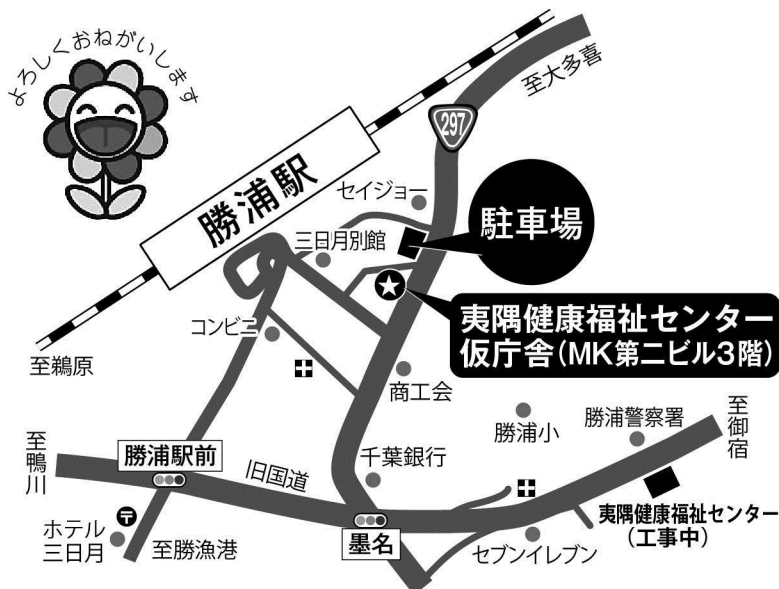 よろしくおねがいします
至大多喜
297
勝浦駅
セイジョー
駐車場
三日月別館
夷隅健康福祉センター
仮庁舎(MK第二ビル3階)
コンビニ
至鵜原
商工会
勝浦小
勝浦警察署
至御宿
至鴨川
勝浦駅前
旧国道
千葉銀行
〒
ホテル
三日月
至勝漁港
墨名
セブンイレブン
夷隅健康福祉センター
(工事中)